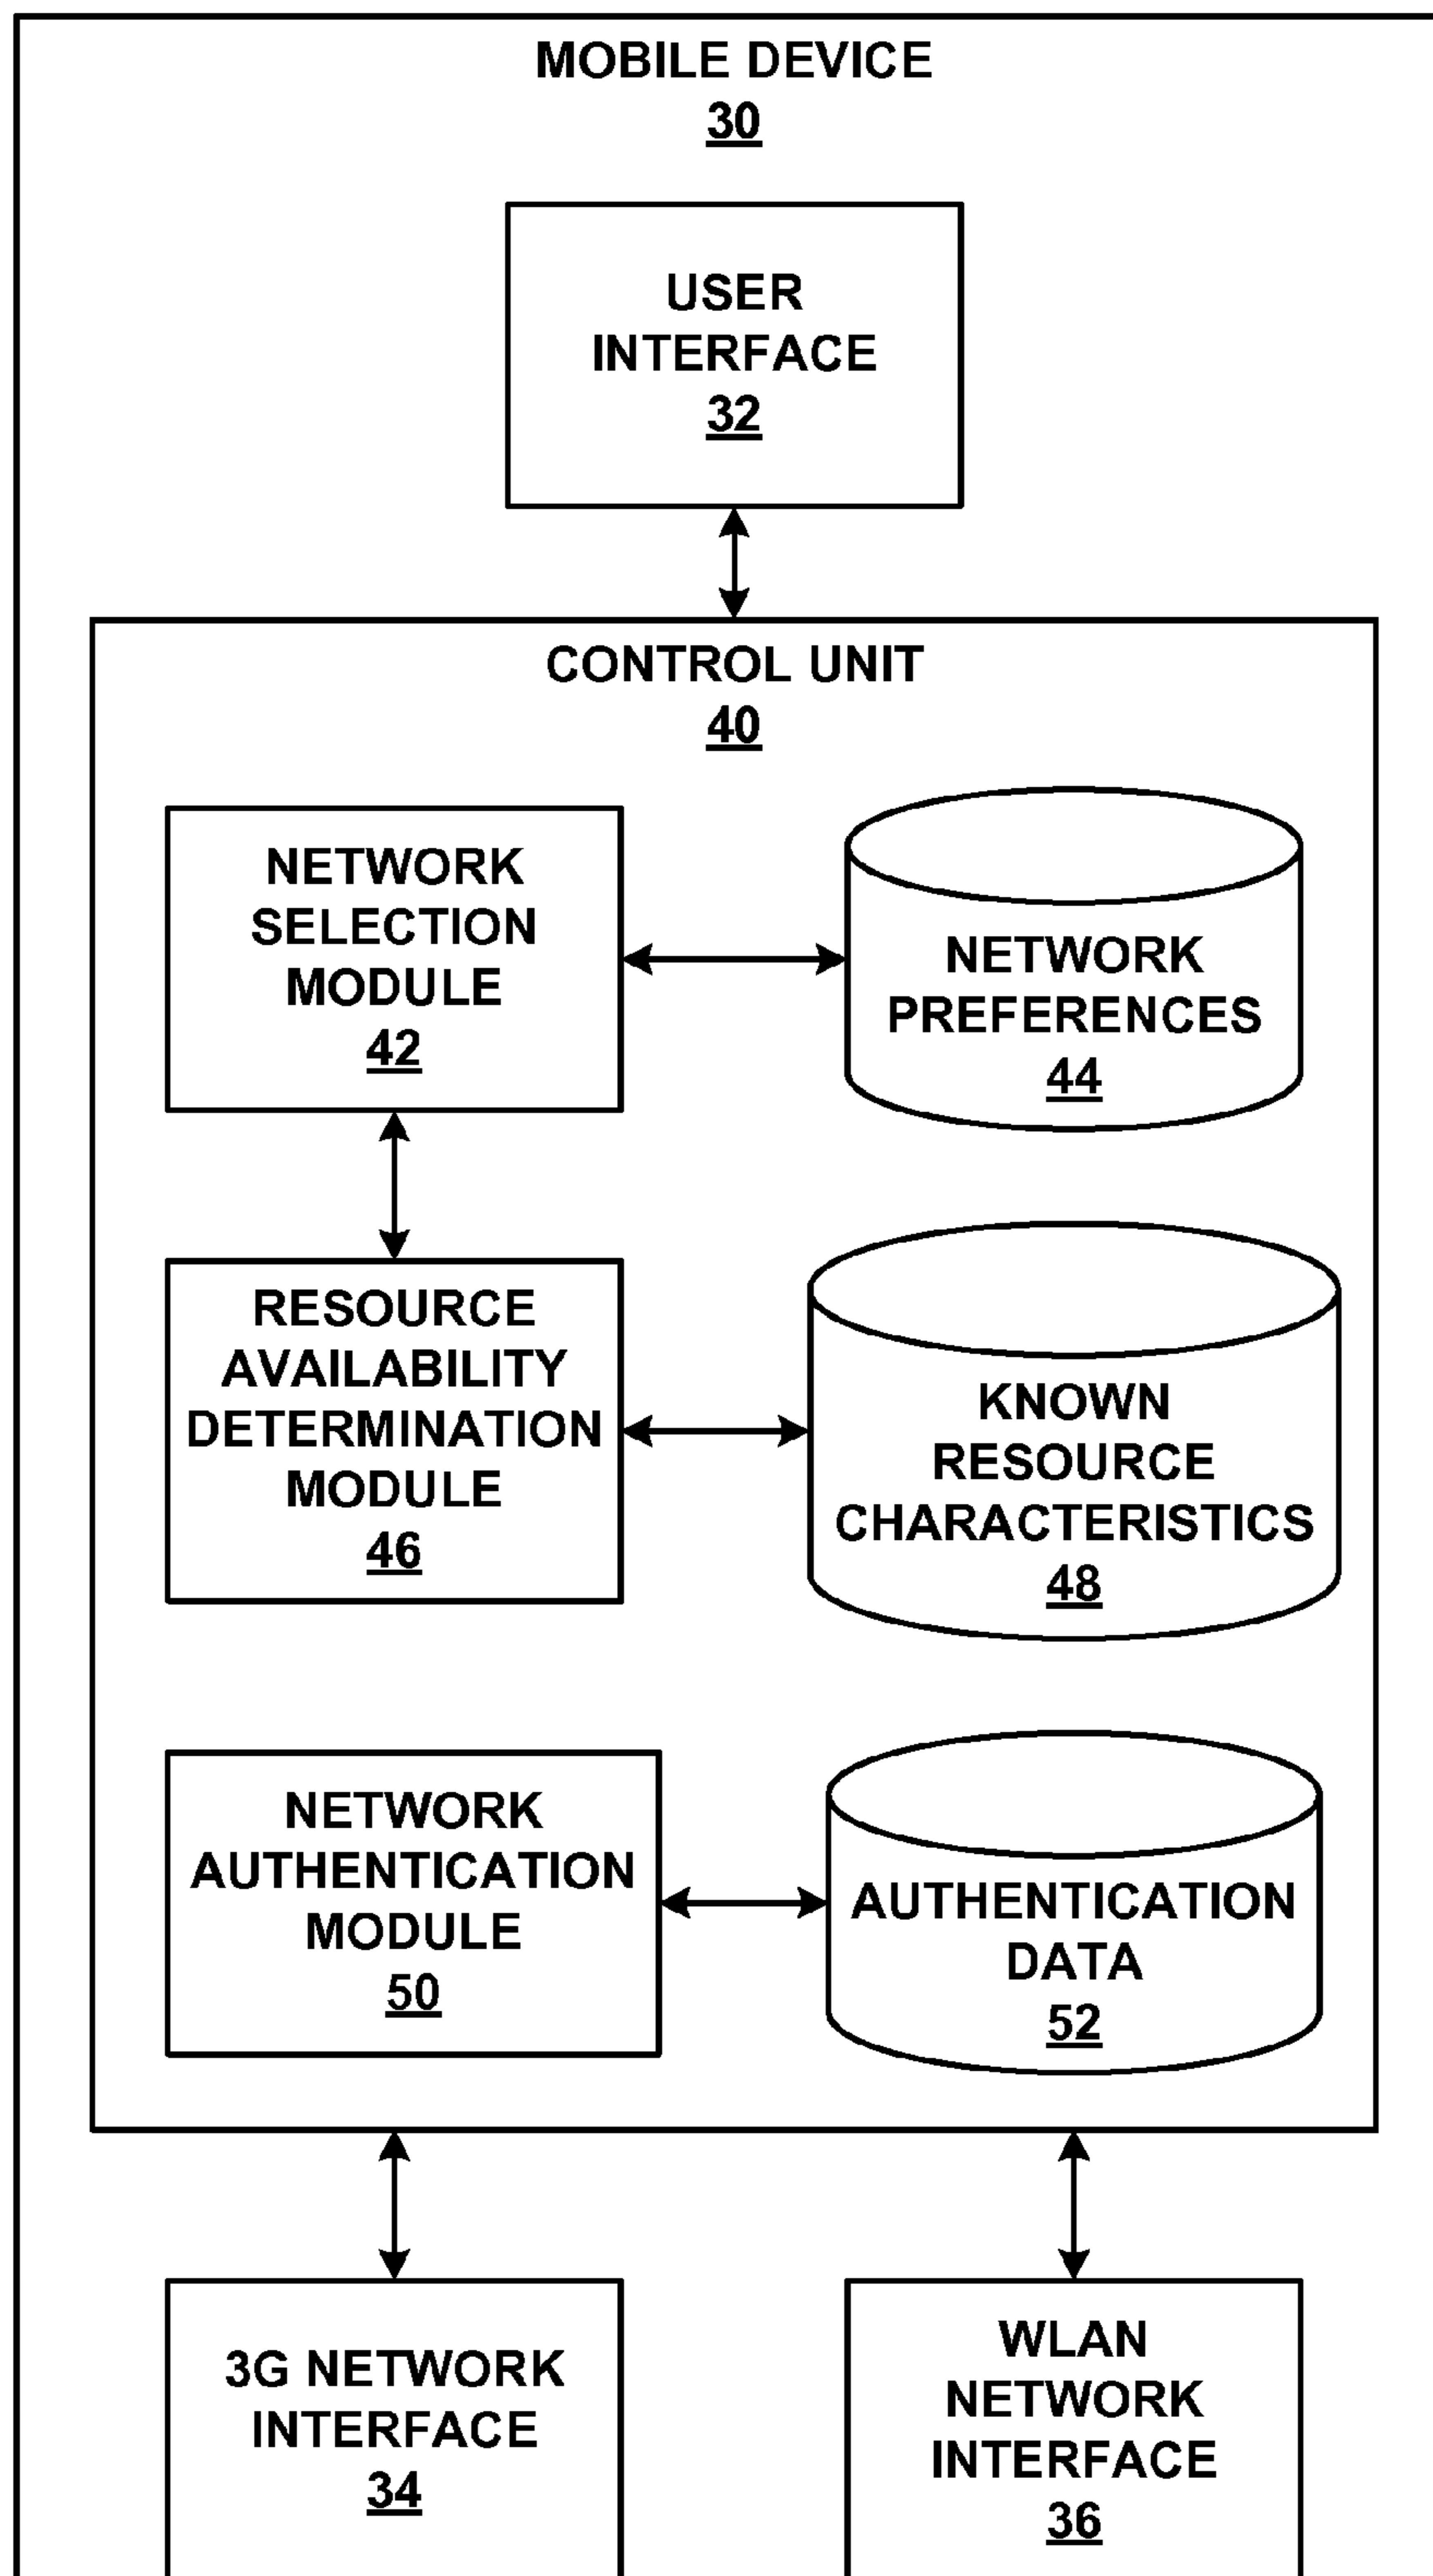 MOBILE DEVICE
30
USER
INTERFACE
32
CONTROL UNIT
40
NETWORK
SELECTION
MODULE
42
NETWORK
PREFERENCES
44
RESOURCE
AVAILABILITY
DETERMINATION
MODULE
46
KNOWN
RESOURCE
CHARACTERISTICS
48
NETWORK
AUTHENTICATION
MODULE
50
AUTHENTICATION
DATA
52
3G NETWORK
INTERFACE
34
WLAN
NETWORK
INTERFACE
36